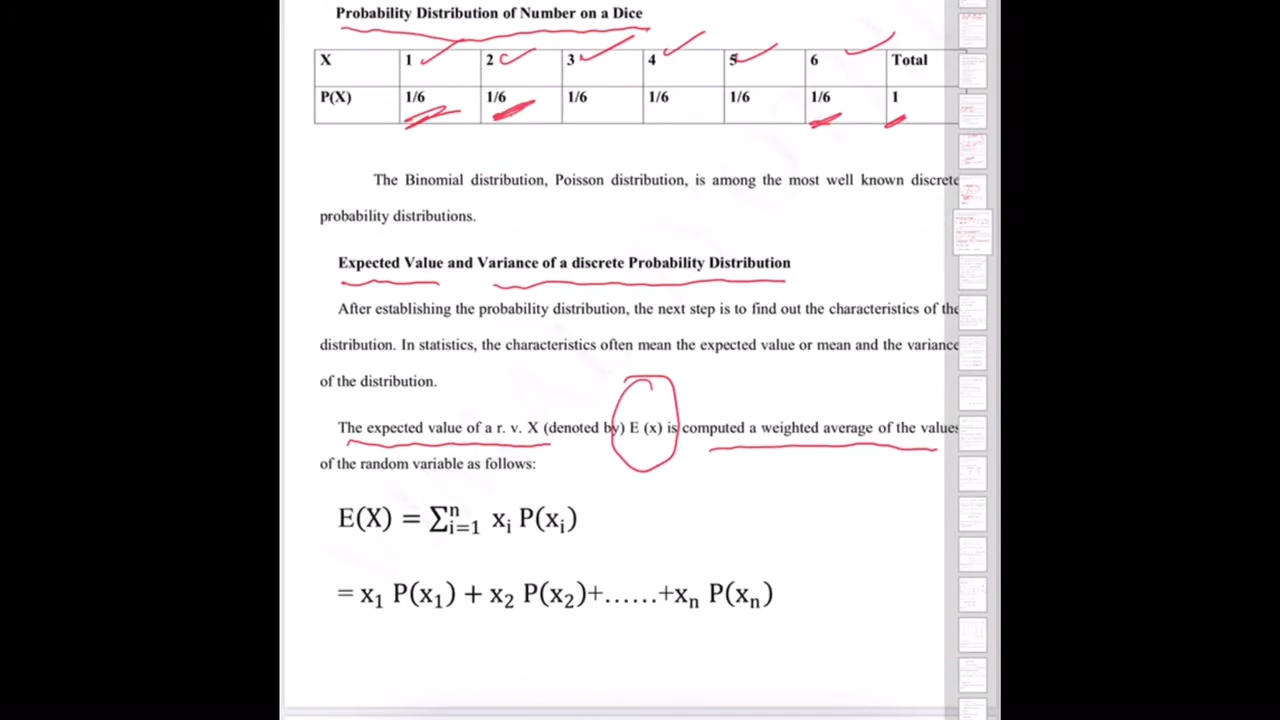 Probability Distribution of Number on a Dice
X 1 2 3 4 5 6 Total
P(X) 1/6 1/6 1/6 1/6 1/6 1/6 1
The Binomial distribution, Poisson distribution, is among the most well known discrete
probability distributions.
Expected Value and Variance of a discrete Probability Distribution
After establishing the probability distribution, the next step is to find out the characteristics of the
distribution. In statistics, the characteristics often mean the expected value or mean and the variance
of the distribution.
The expected value of a r. v. X (denoted by) E (x) is computed a weighted average of the values
of the random variable as follows:
E(X) = ∑ⁿᵢ₌₁ xᵢ P(xᵢ)
= x₁ P(x₁) + x₂ P(x₂)+......+xₙ P(xₙ)